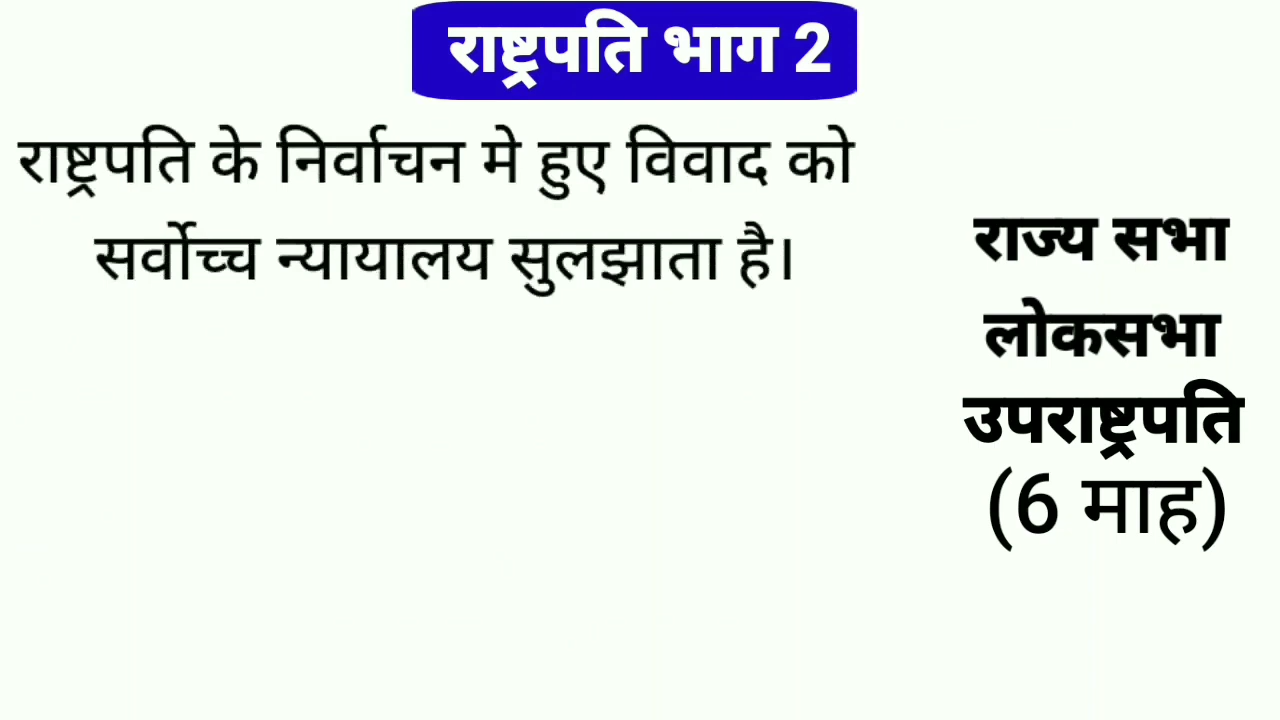 राष्ट्रपति भाग 2
राष्ट्रपति के निर्वाचन मे हुए विवाद को
सर्वोच्च न्यायालय सुलझाता है।
राज्य सभा
लोकसभा
उपराष्ट्रपति
(6 माह)